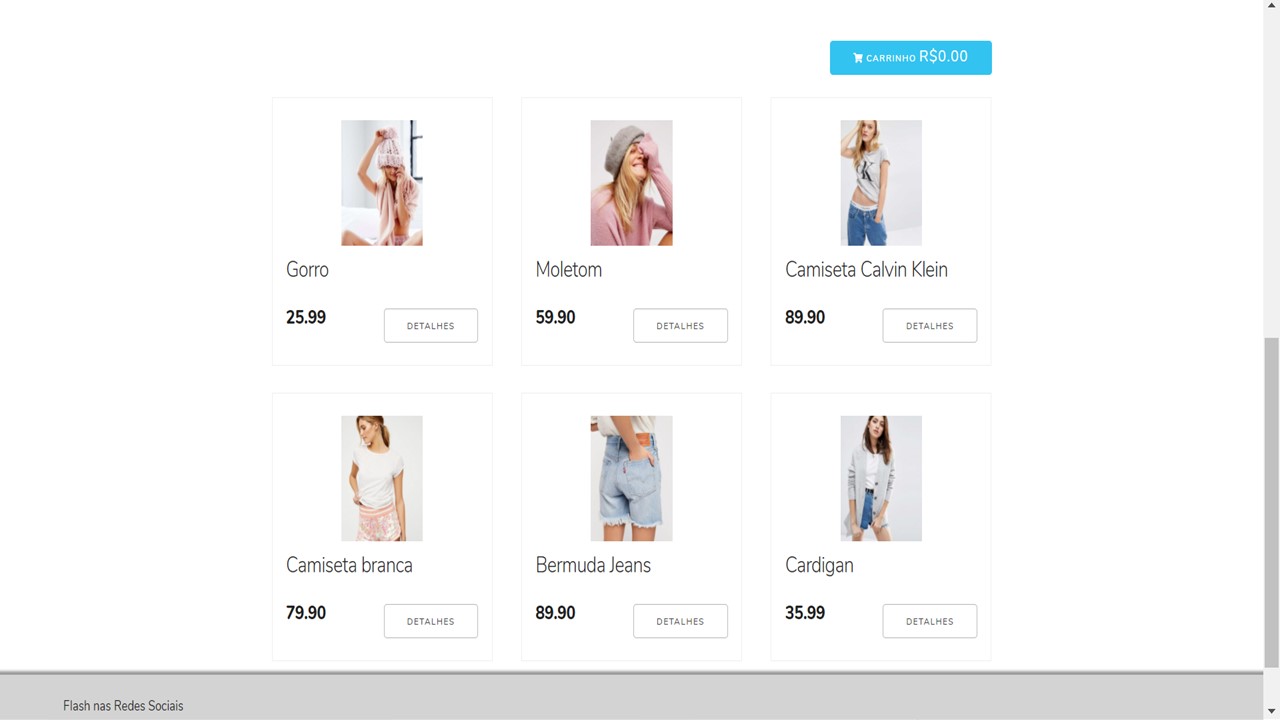 CARRINHO R$0.00
Gorro
25.99
DETALHES
Moletom
59.90
DETALHES
Camiseta Calvin Klein
89.90
DETALHES
Camiseta branca
79.90
DETALHES
Bermuda Jeans
89.90
DETALHES
Cardigan
35.99
DETALHES
Flash nas Redes Sociais